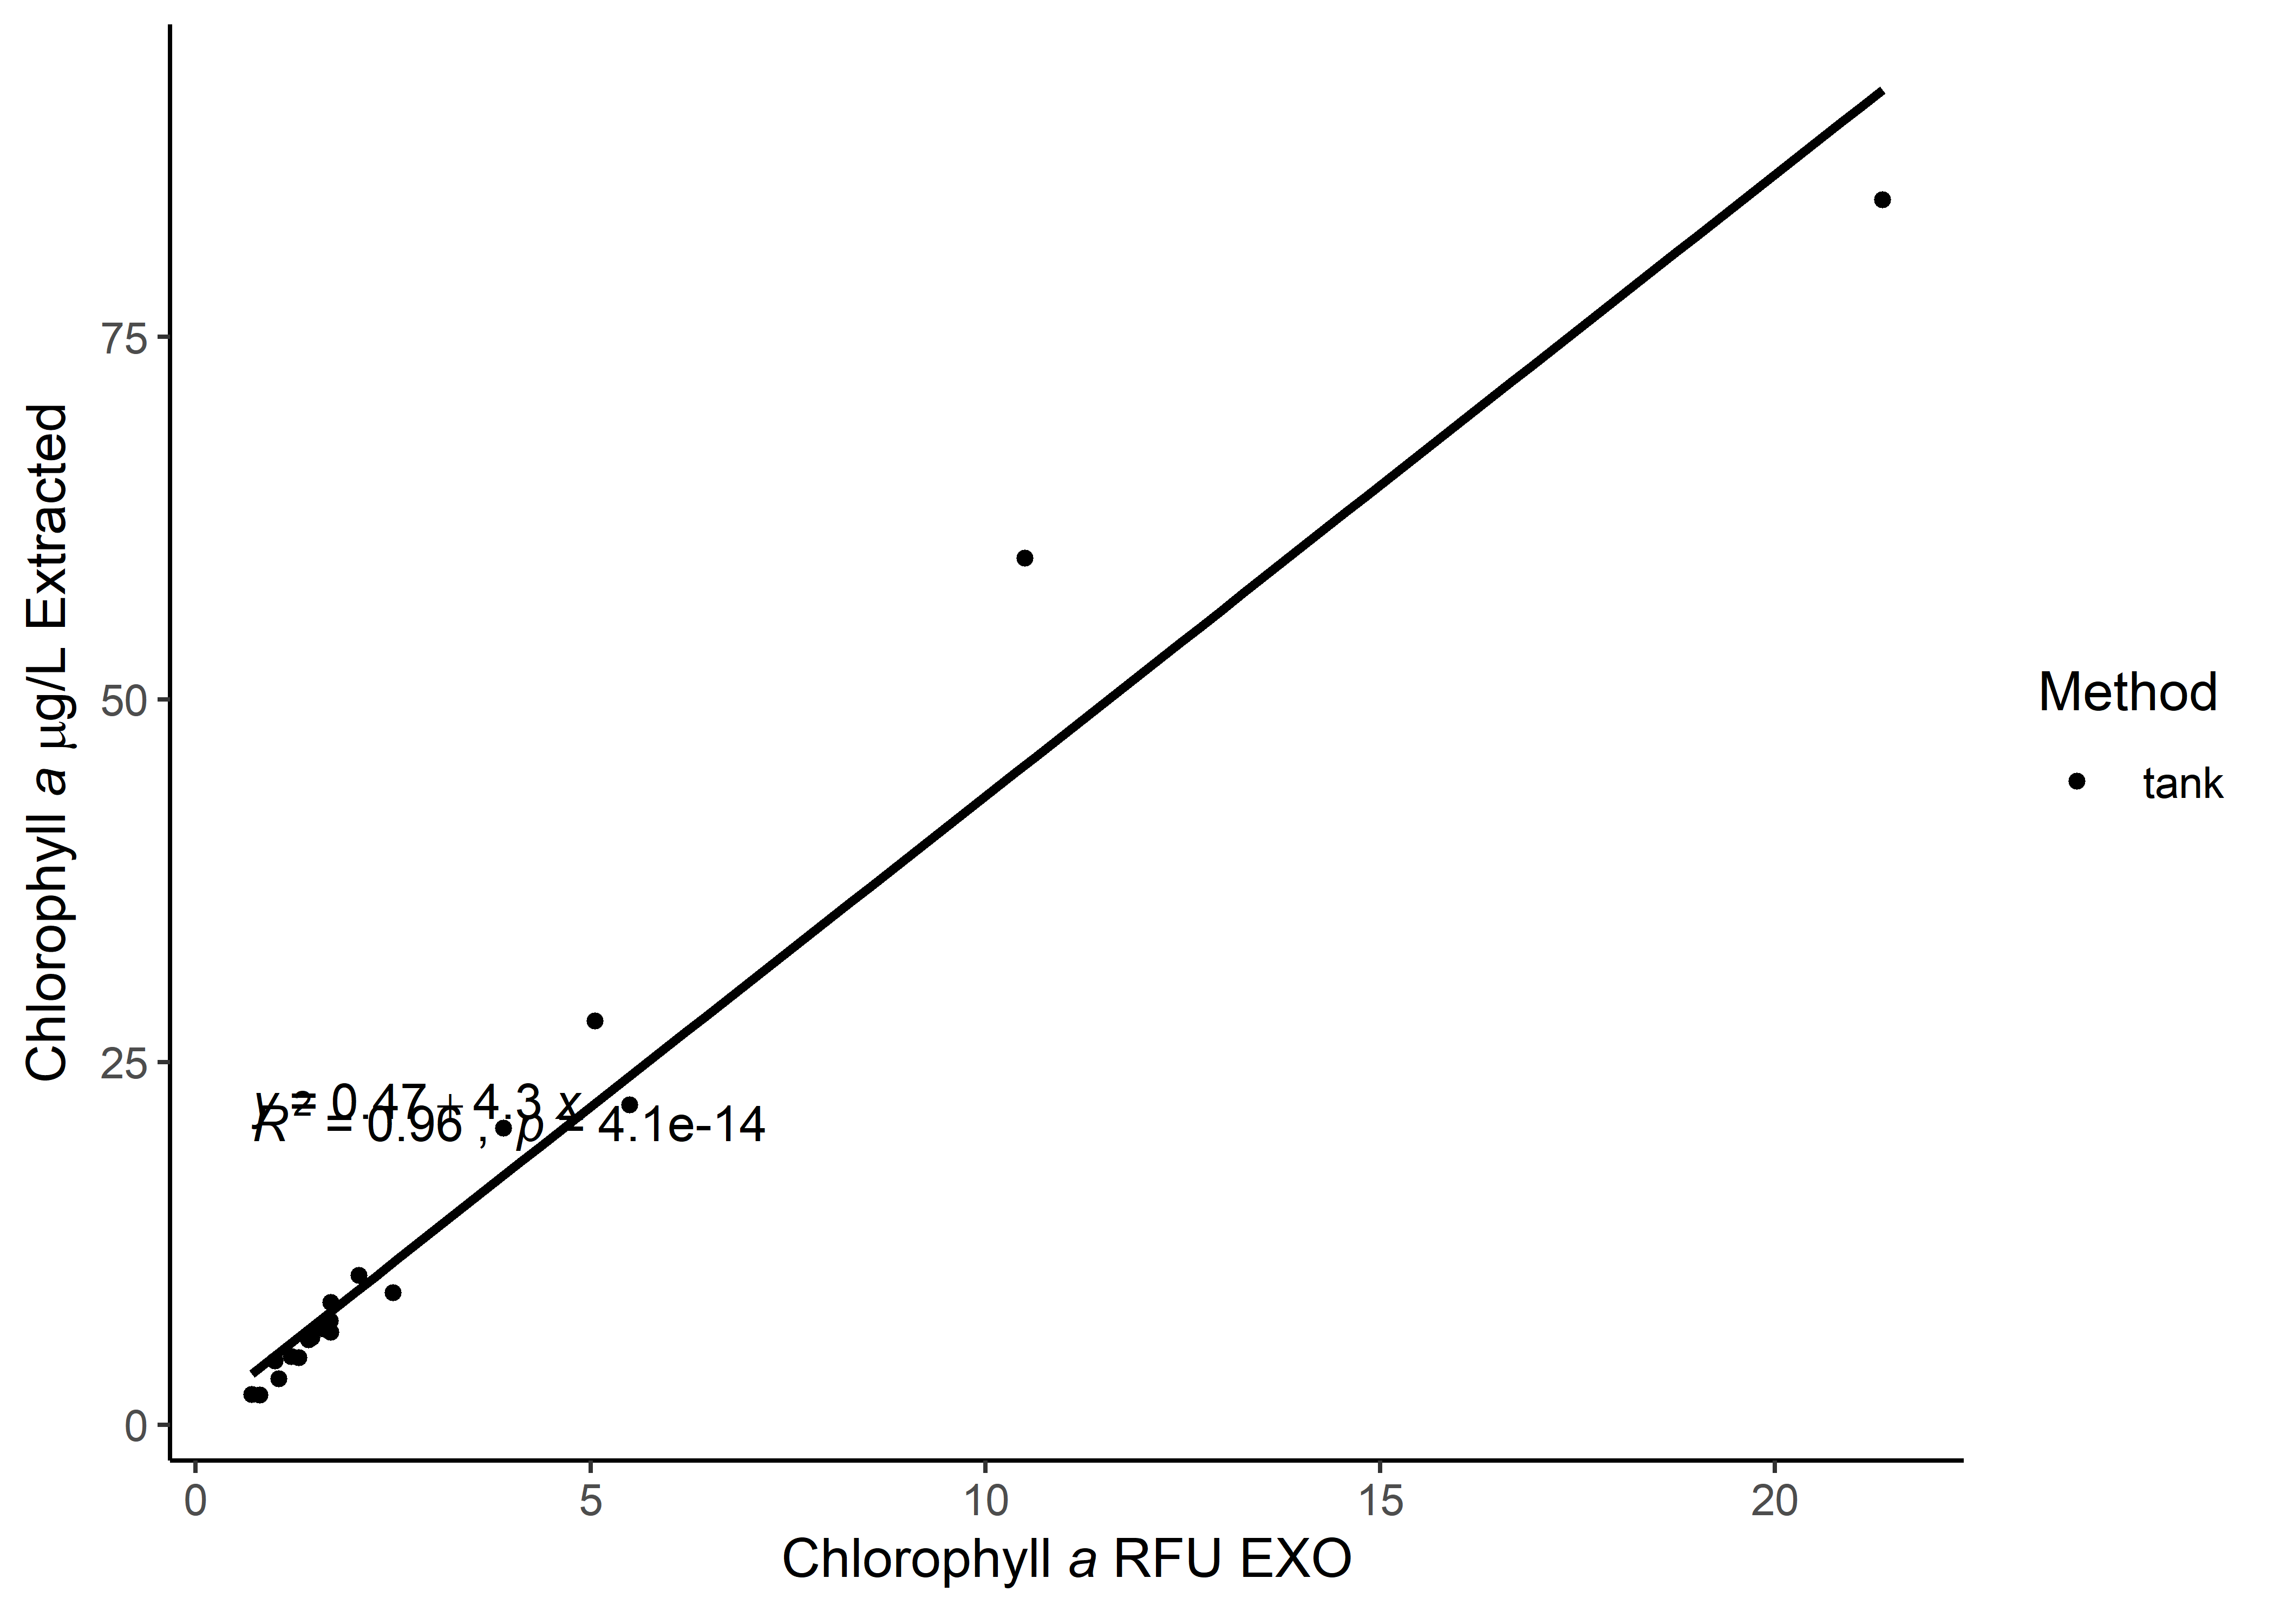 75
50
25
0
Chlorophyll a µg/L Extracted
y = 0.47 + 4.3 x
R² = 0.96 , p = 4.1e-14
0 5 10 15 20
Chlorophyll a RFU EXO
Method
tank